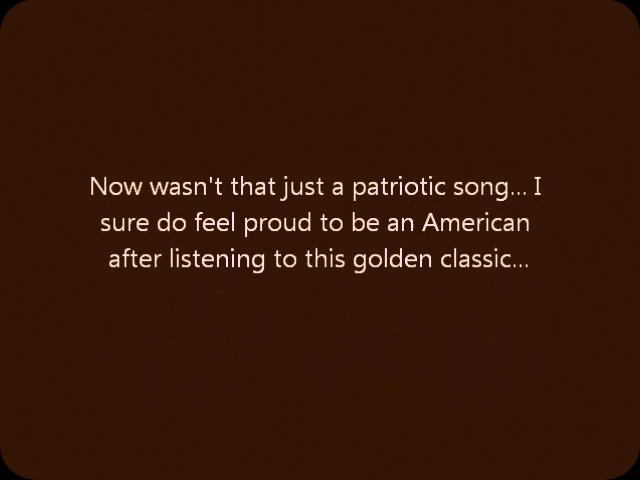 Now wasn't that just a patriotic song... I
sure do feel proud to be an American
after listening to this golden classic...